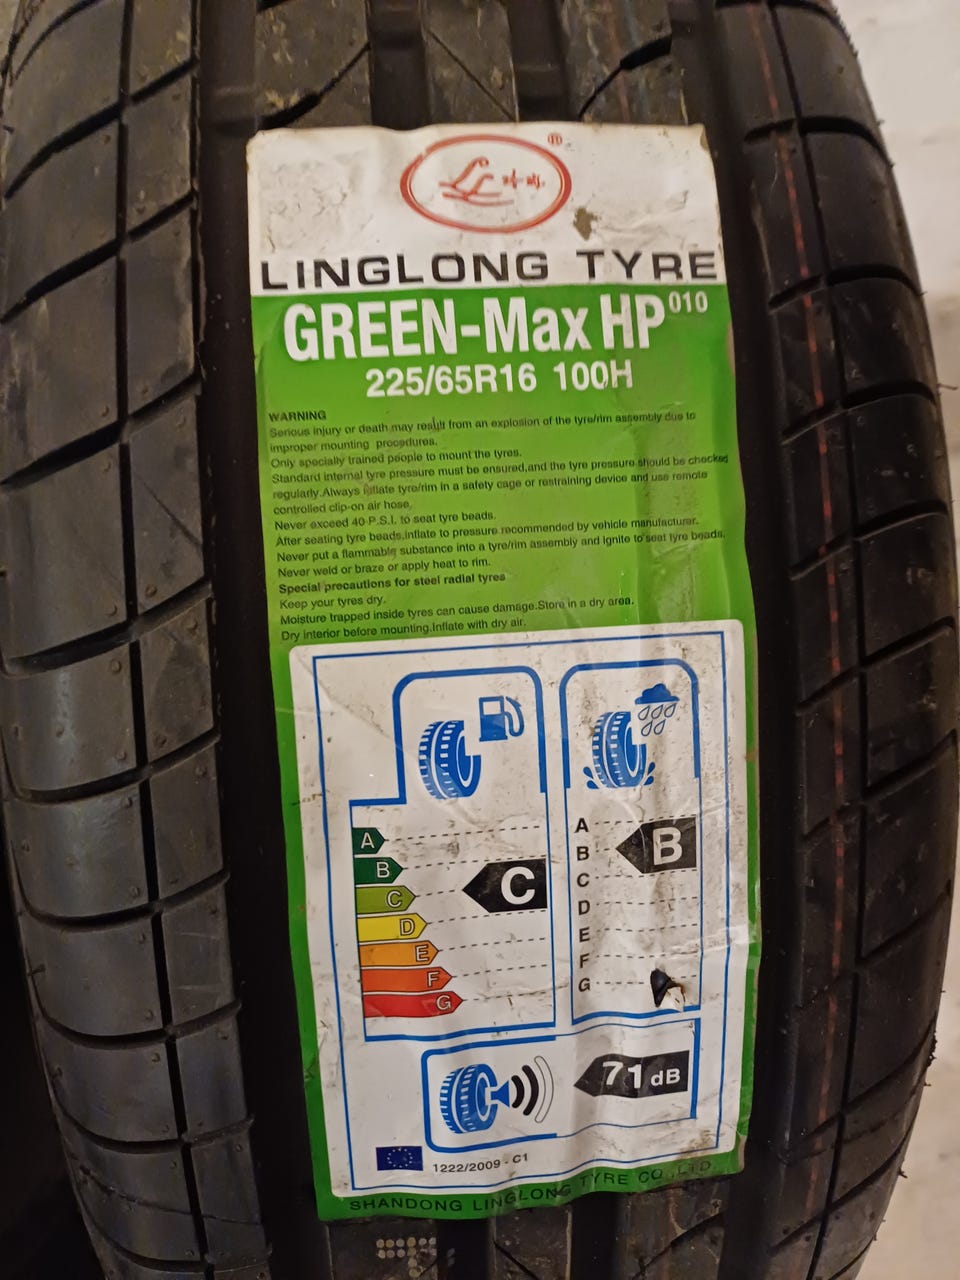 ®
LL 玲珑
LINGLONG TYRE
GREEN-Max HP010
225/65R16 100H
WARNING
Serious injury or death may result from an explosion of the tyre/rim assembly due to
improper mounting procedures.
Only specially trained people to mount the tyres.
Standard internal tyre pressure must be ensured,and the tyre pressure should be checked
regularly.Always inflate tyre/rim in a safety cage or restraining device and use remote
controlled clip-on air hose.
Never exceed 40 P.S.I. to seat tyre beads.
After seating tyre beads,inflate to pressure recommended by vehicle manufacturer.
Never put a flammable substance into a tyre/rim assembly and ignite to seat tyre beads.
Never weld or braze or apply heat to rim.
Special precautions for steel radial tyres
Keep your tyres dry.
Moisture trapped inside tyres can cause damage.Store in a dry area.
Dry interior before mounting.Inflate with dry air.
A
B
C
D
E
F
G
C
A
B
C
D
E
F
G
B
71 dB
1222/2009 - C1
SHANDONG LINGLONG TYRE CO.,LTD.